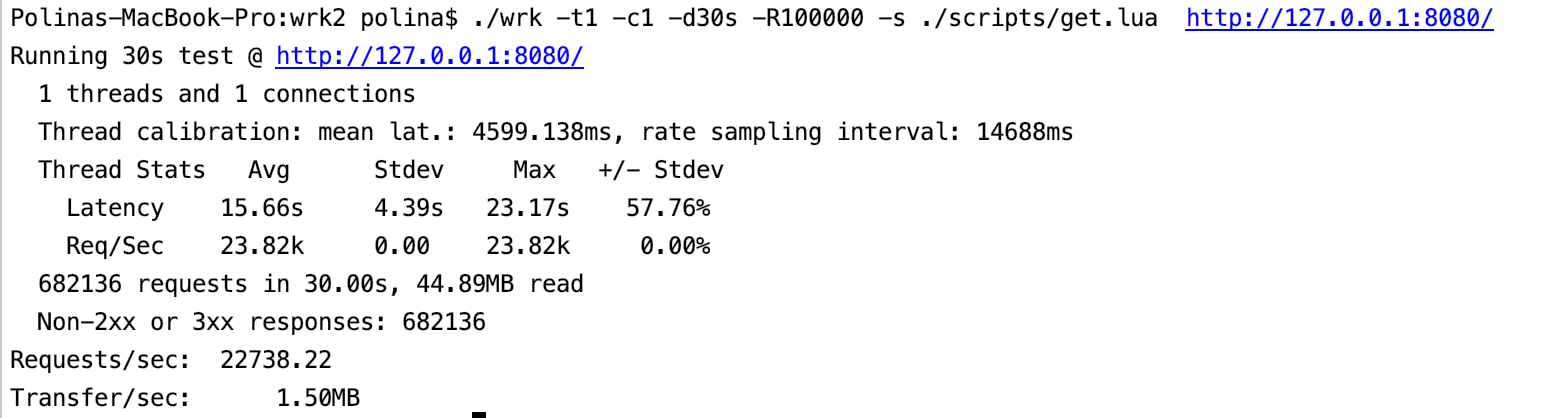 Polinas-MacBook-Pro:wrk2 polina$ ./wrk -t1 -c1 -d30s -R100000 -s ./scripts/get.lua  http://127.0.0.1:8080/
Running 30s test @ http://127.0.0.1:8080/
  1 threads and 1 connections
  Thread calibration: mean lat.: 4599.138ms, rate sampling interval: 14688ms
  Thread Stats   Avg      Stdev     Max   +/- Stdev
    Latency    15.66s     4.39s   23.17s    57.76%
    Req/Sec    23.82k     0.00    23.82k     0.00%
  682136 requests in 30.00s, 44.89MB read
  Non-2xx or 3xx responses: 682136
Requests/sec:  22738.22
Transfer/sec:      1.50MB